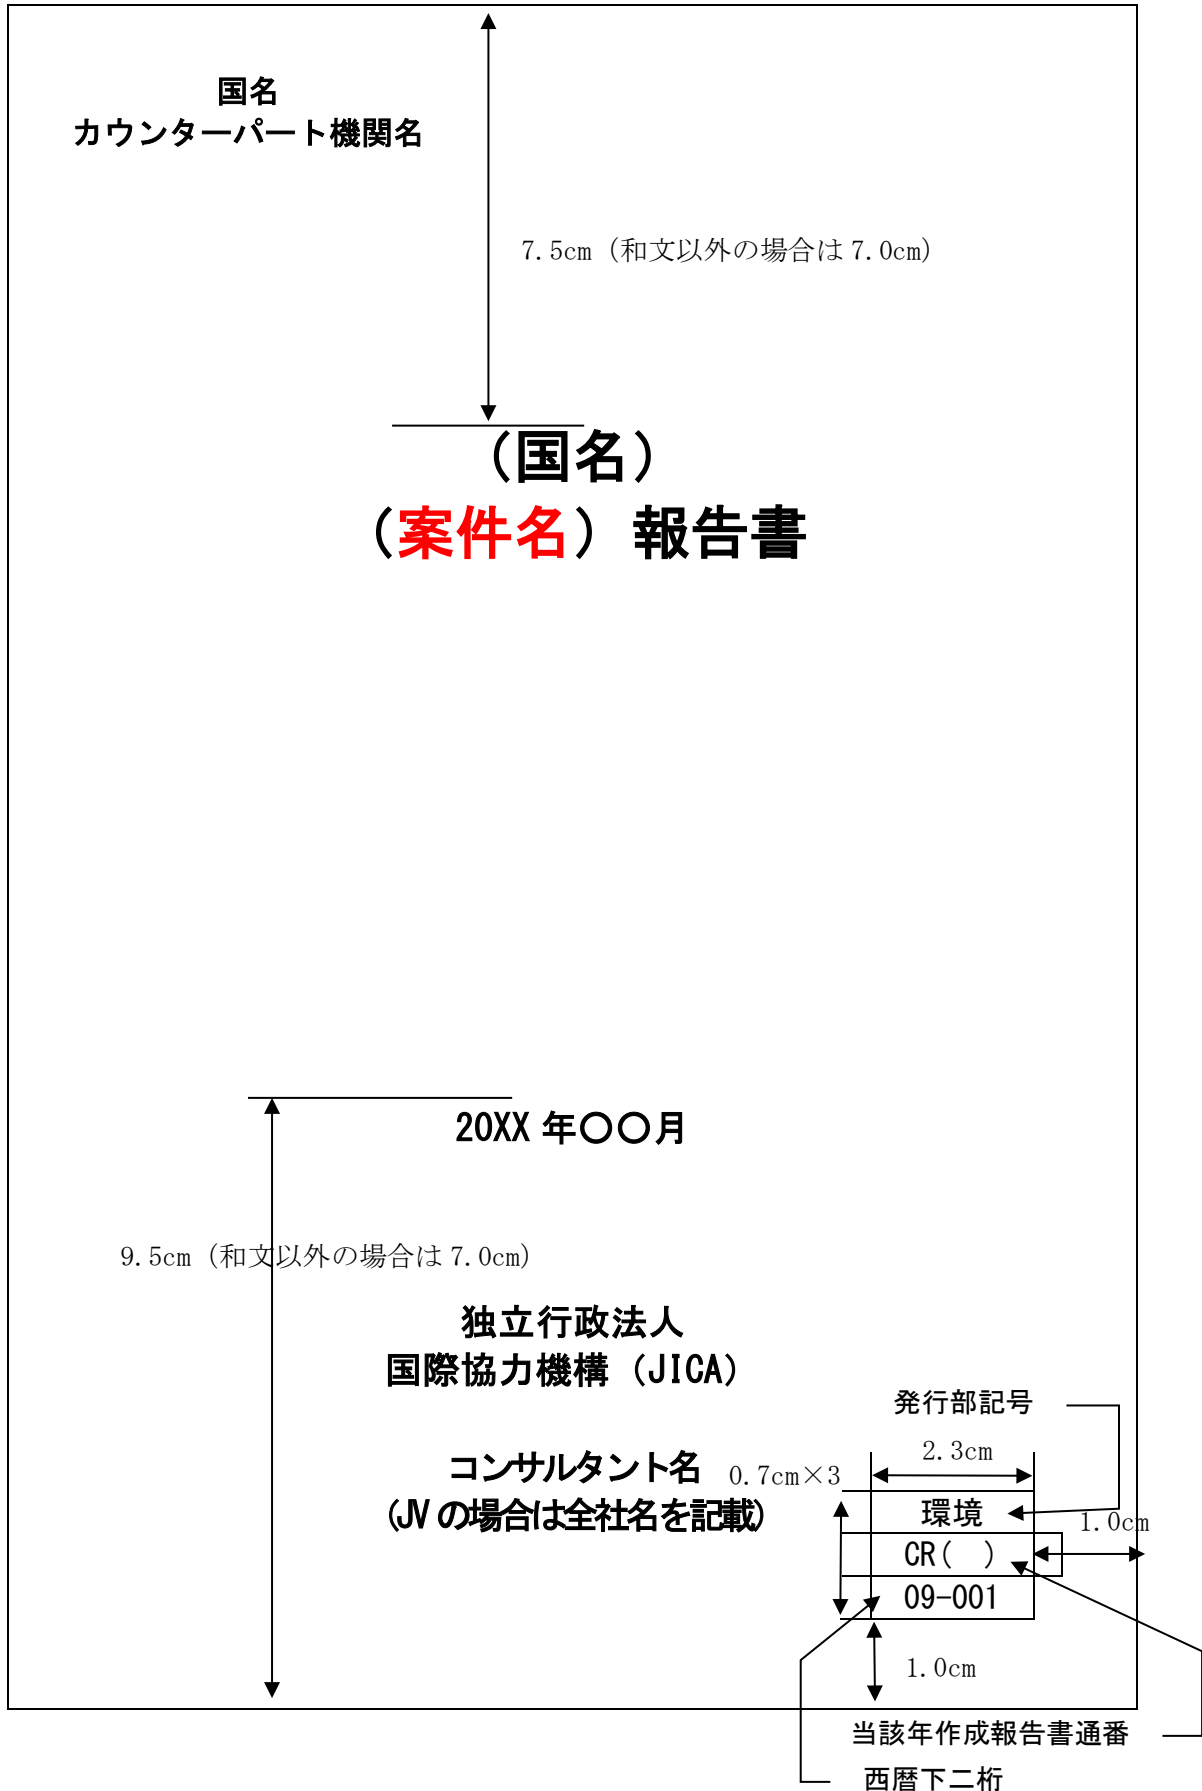 国名
カウンターパート機関名
7.5cm（和文以外の場合は 7.0cm）
（国名）
（案件名）報告書
20XX 年〇〇月
9.5cm（和文以外の場合は 7.0cm）
独立行政法人
国際協力機構（JICA）
発行部記号
コンサルタント名
(JV の場合は全社名を記載)
0.7cm×3
2.3cm
環境
1.0cm
CR(　)
09-001
1.0cm
当該年作成報告書通番
西暦下二桁